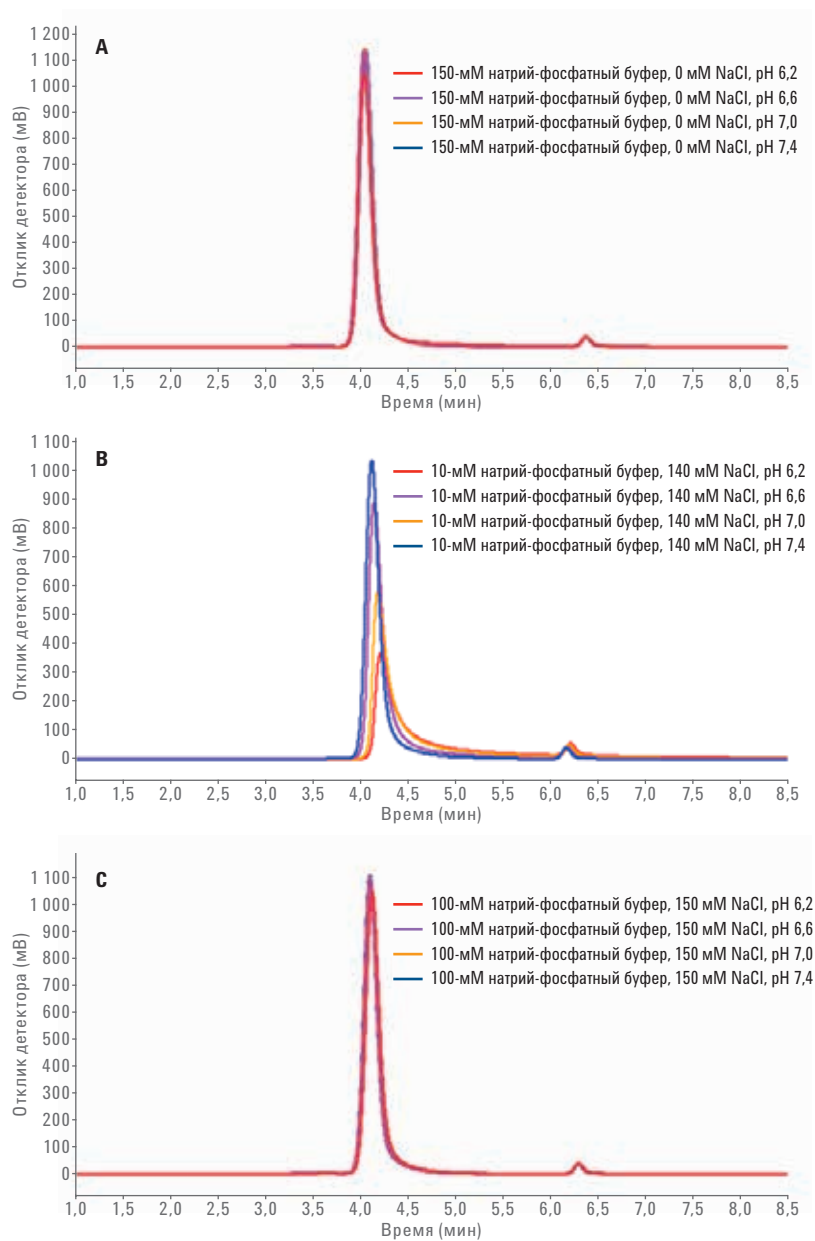 A
1 200
1 100
1 000
900
800
700
600
500
400
300
200
100
0
Отклик детектора (мВ)
150-мМ натрий-фосфатный буфер, 0 мМ NaCl, pH 6,2
150-мМ натрий-фосфатный буфер, 0 мМ NaCl, pH 6,6
150-мМ натрий-фосфатный буфер, 0 мМ NaCl, pH 7,0
150-мМ натрий-фосфатный буфер, 0 мМ NaCl, pH 7,4
1,0 1,5 2,0 2,5 3,0 3,5 4,0 4,5 5,0 5,5 6,0 6,5 7,0 7,5 8,0 8,5
Время (мин)
B
1 100
1 000
900
800
700
600
500
400
300
200
100
0
Отклик детектора (мВ)
10-мМ натрий-фосфатный буфер, 140 мМ NaCl, pH 6,2
10-мМ натрий-фосфатный буфер, 140 мМ NaCl, pH 6,6
10-мМ натрий-фосфатный буфер, 140 мМ NaCl, pH 7,0
10-мМ натрий-фосфатный буфер, 140 мМ NaCl, pH 7,4
1,0 1,5 2,0 2,5 3,0 3,5 4,0 4,5 5,0 5,5 6,0 6,5 7,0 7,5 8,0 8,5
Время (мин)
C
1 100
1 000
900
800
700
600
500
400
300
200
100
0
Отклик детектора (мВ)
100-мМ натрий-фосфатный буфер, 150 мМ NaCl, pH 6,2
100-мМ натрий-фосфатный буфер, 150 мМ NaCl, pH 6,6
100-мМ натрий-фосфатный буфер, 150 мМ NaCl, pH 7,0
100-мМ натрий-фосфатный буфер, 150 мМ NaCl, pH 7,4
1,0 1,5 2,0 2,5 3,0 3,5 4,0 4,5 5,0 5,5 6,0 6,5 7,0 7,5 8,0 8,5
Время (мин)